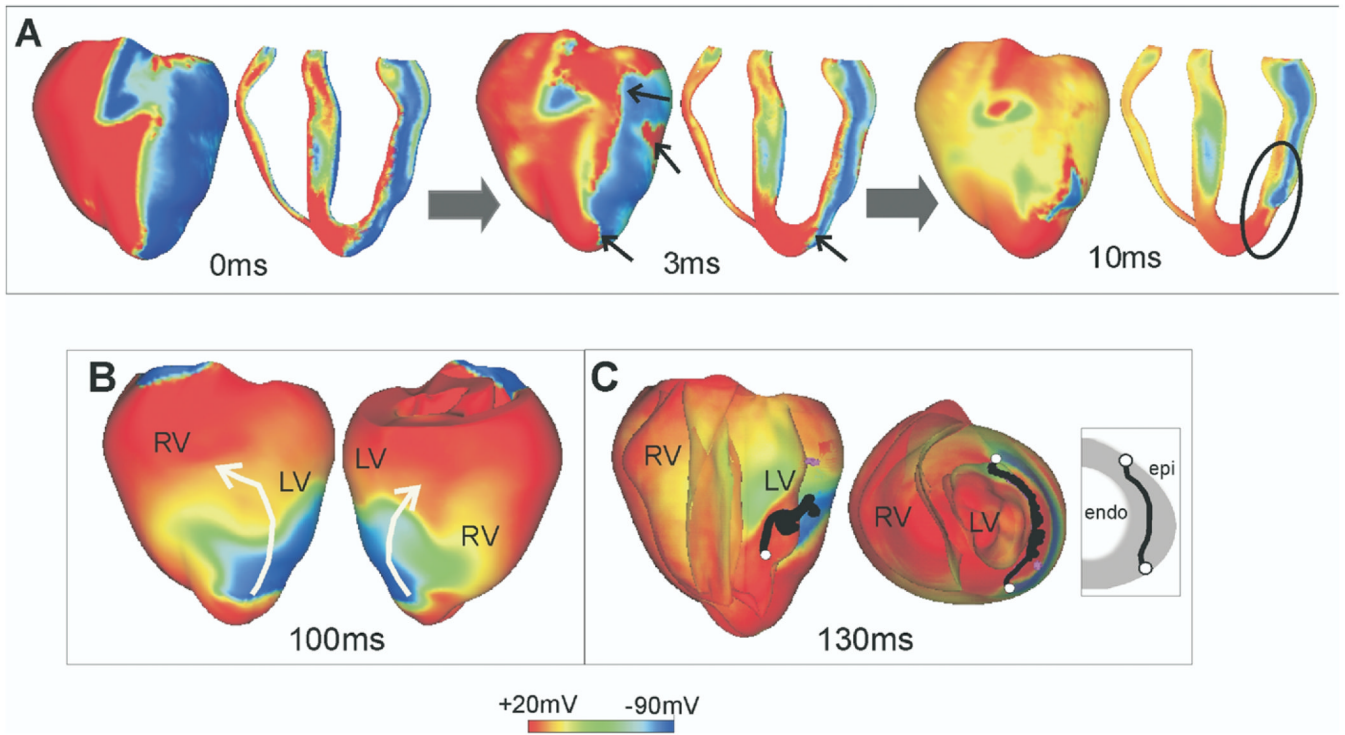 A
0ms
3ms
10ms
B
RV
LV
LV
RV
100ms
C
RV
LV
RV
LV
endo
epi
130ms
+20mV
-90mV